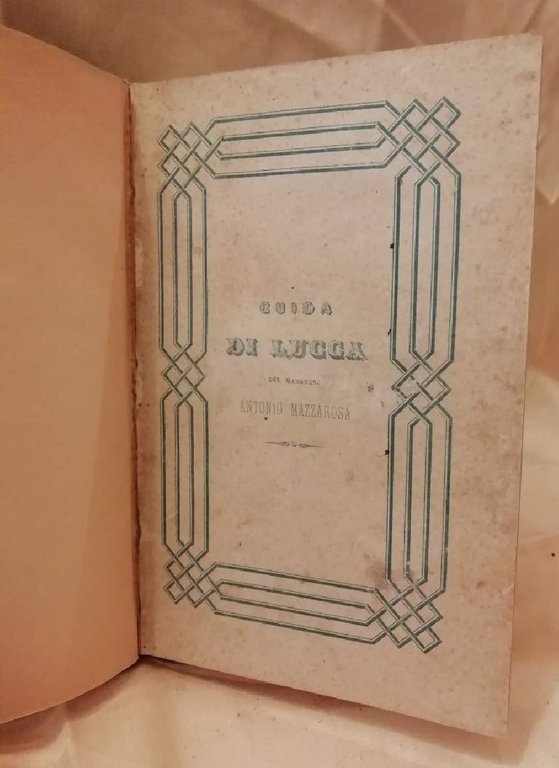 GUIDA
DI LUCCA
DEL MARCHESE
ANTONIO MAZZAROSA